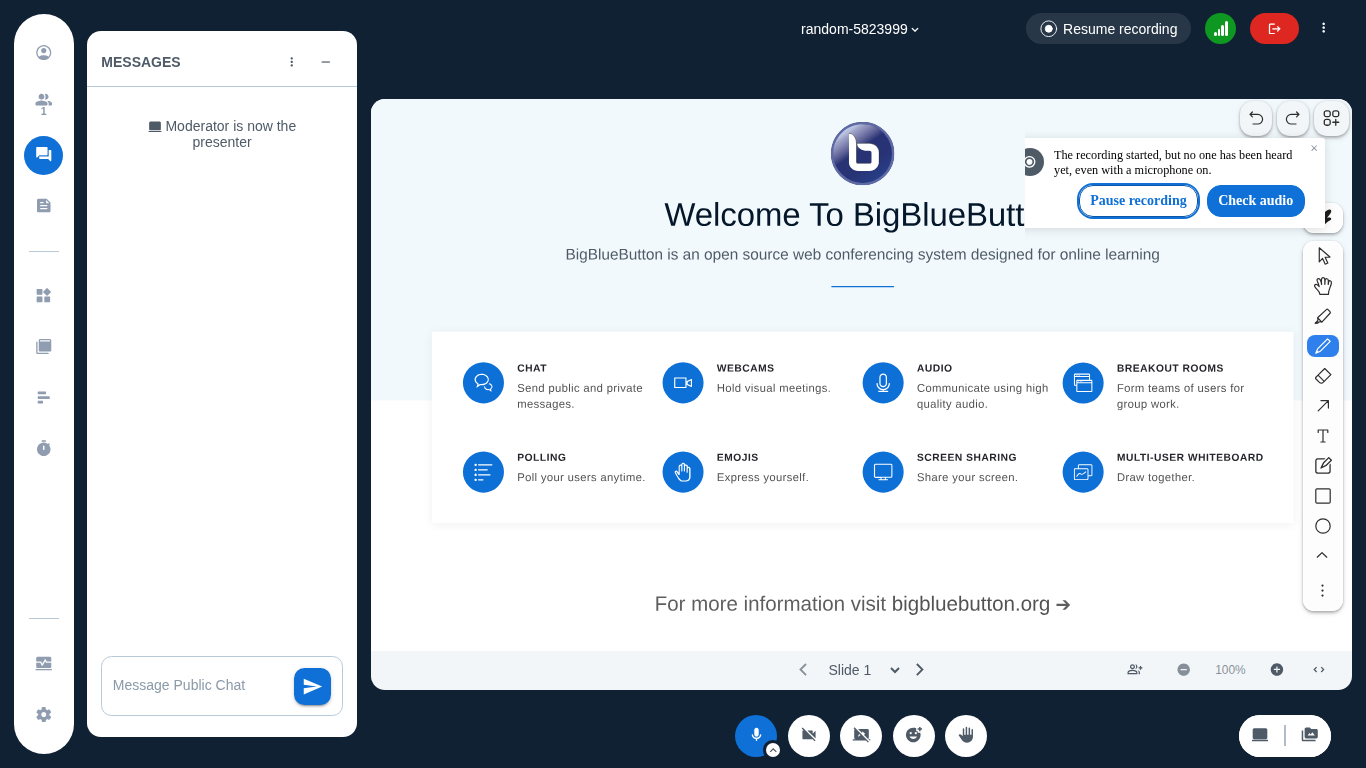 random-5823999
Resume recording
MESSAGES
1
Moderator is now the
presenter
Message Public Chat
The recording started, but no one has been heard
yet, even with a microphone on.
Pause recording
Check audio
Welcome To BigBlueButt
BigBlueButton is an open source web conferencing system designed for online learning
CHAT
Send public and private
messages.
WEBCAMS
Hold visual meetings.
AUDIO
Communicate using high
quality audio.
BREAKOUT ROOMS
Form teams of users for
group work.
POLLING
Poll your users anytime.
EMOJIS
Express yourself.
SCREEN SHARING
Share your screen.
MULTI-USER WHITEBOARD
Draw together.
For more information visit bigbluebutton.org ➔
Slide 1
100%